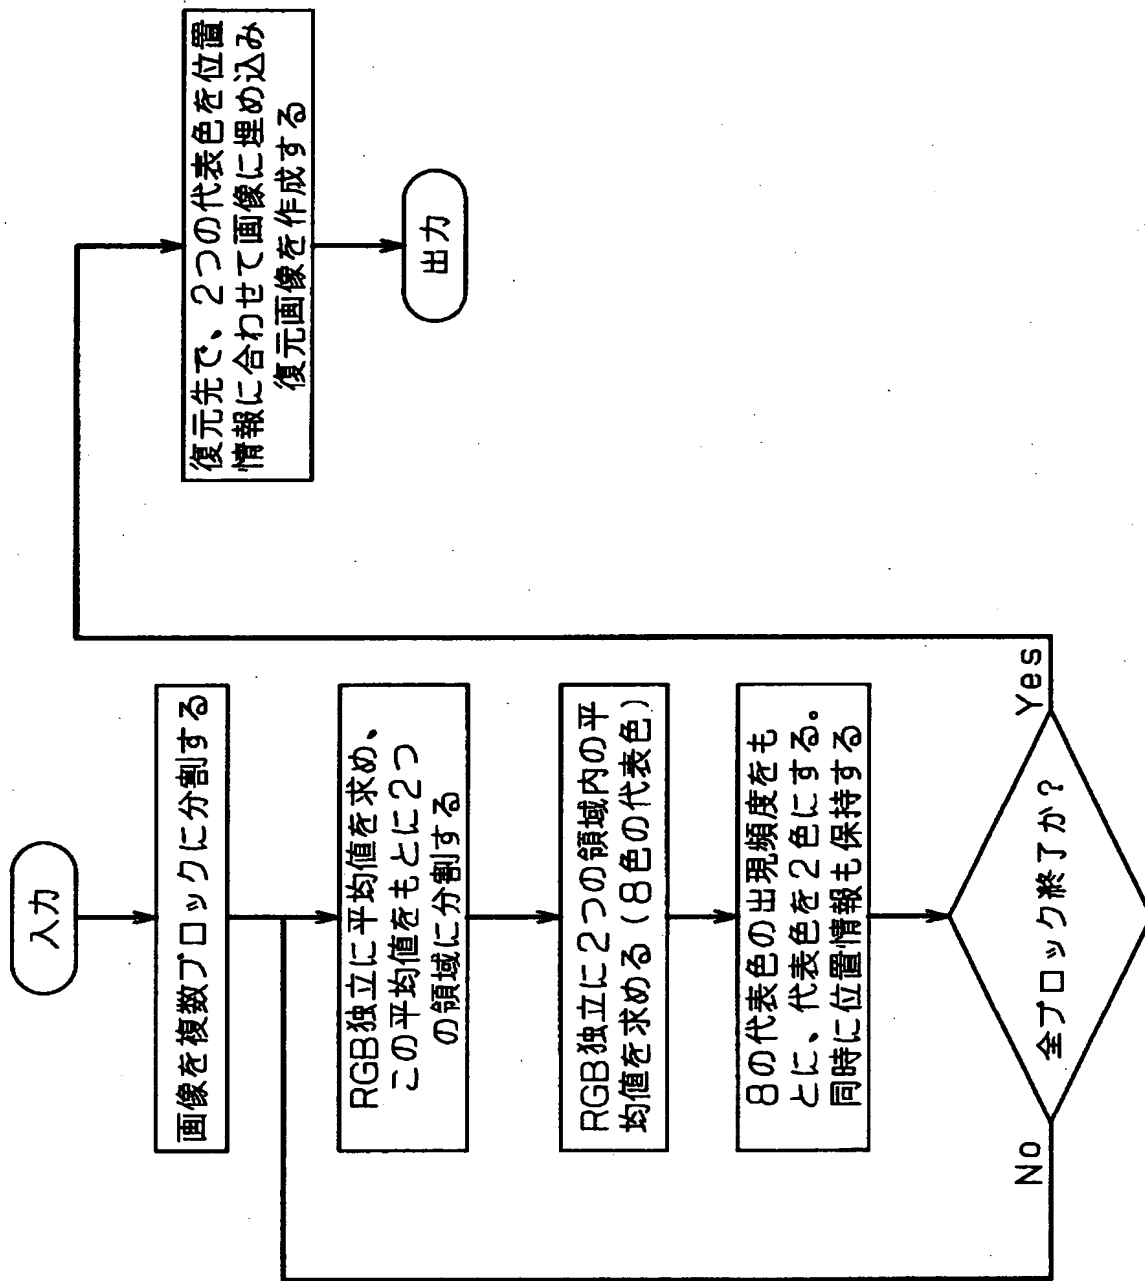 入力
画像を複数ブロックに分割する
RGB独立に平均値を求め、
この平均値をもとに2つ
の領域に分割する
RGB独立に2つの領域内の平
均値を求める（8色の代表色）
8の代表色の出現頻度をも
とに、代表色を2色にする。
同時に位置情報も保持する
全ブロック終了か？
No
Yes
復元先で、2つの代表色を位置
情報に合わせて画像に埋め込み
復元画像を作成する
出力